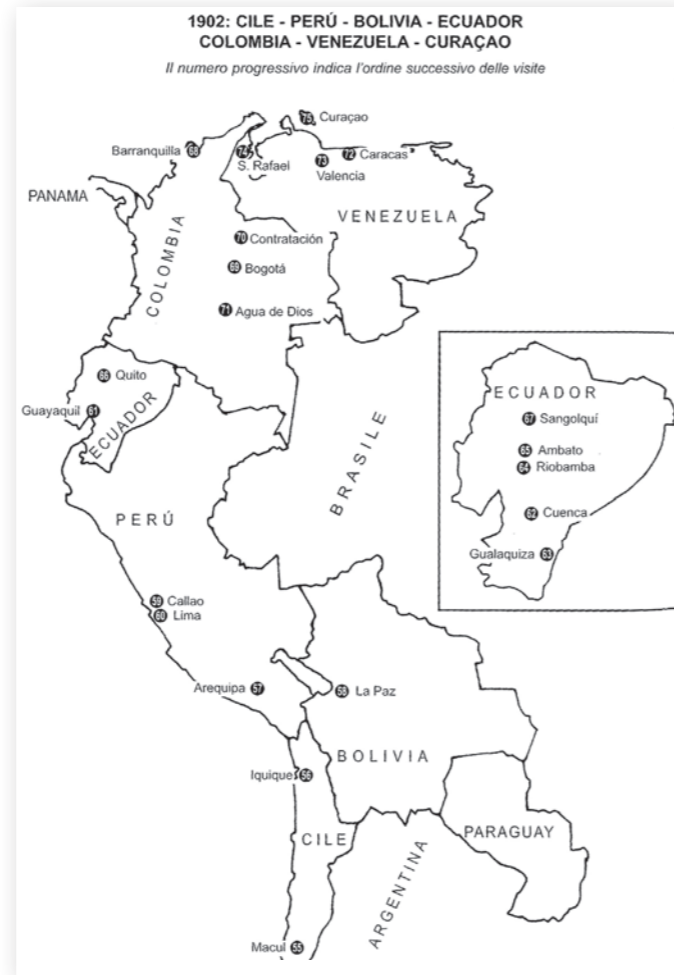 1902: CILE - PERÚ - BOLIVIA - ECUADOR
COLOMBIA - VENEZUELA - CURAÇAO
Il numero progressivo indica l'ordine successivo delle visite
75 Curaçao
Barranquilla 68
74 S. Rafael
73 Valencia
72 Caracas
PANAMA
VENEZUELA
COLOMBIA
70 Contratación
69 Bogotá
71 Agua de Dios
66 Quito
Guayaquil 61
ECUADOR
BRASILE
ECUADOR
67 Sangolquí
65 Ambato
64 Riobamba
62 Cuenca
Gualaquiza 63
PERÚ
59 Callao
60 Lima
Arequipa 57
58 La Paz
BOLIVIA
Iquique 56
CILE
PARAGUAY
ARGENTINA
Macul 55